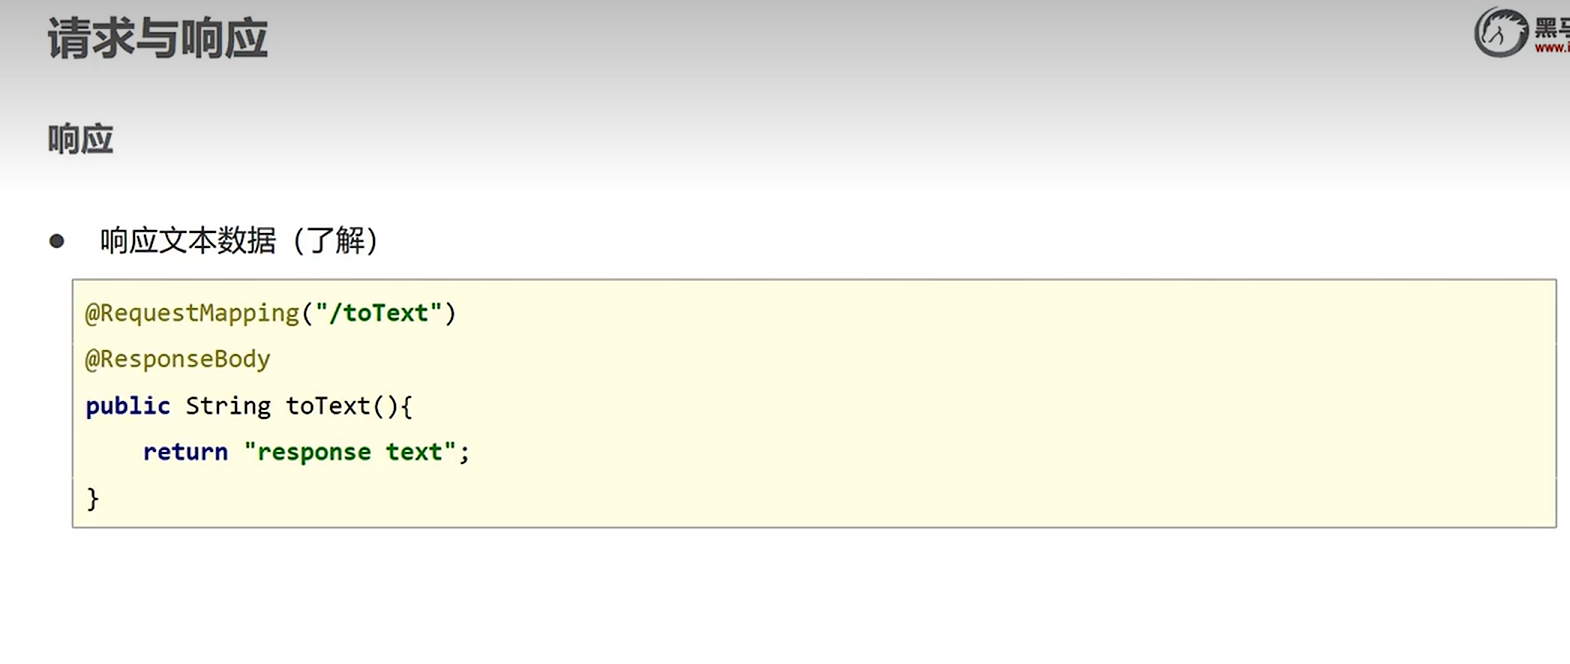 请求与响应
黑马
www.i
响应
● 响应文本数据（了解）
@RequestMapping("/toText")
@ResponseBody
public String toText(){
    return "response text";
}